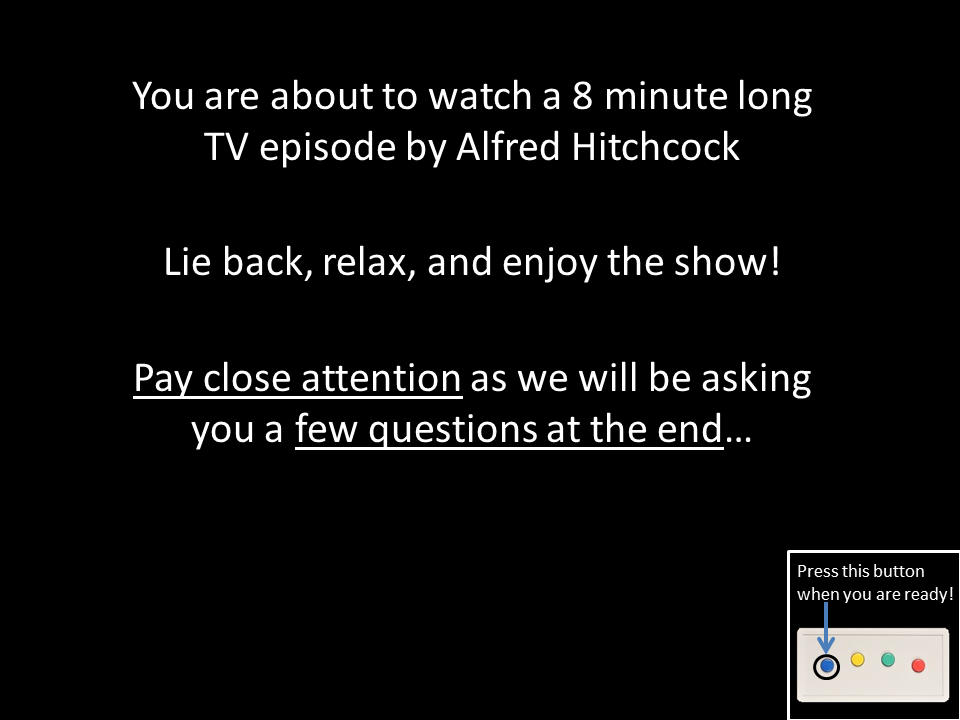 You are about to watch a 8 minute long
TV episode by Alfred Hitchcock
Lie back, relax, and enjoy the show!
Pay close attention as we will be asking
you a few questions at the end…
Press this button
when you are ready!